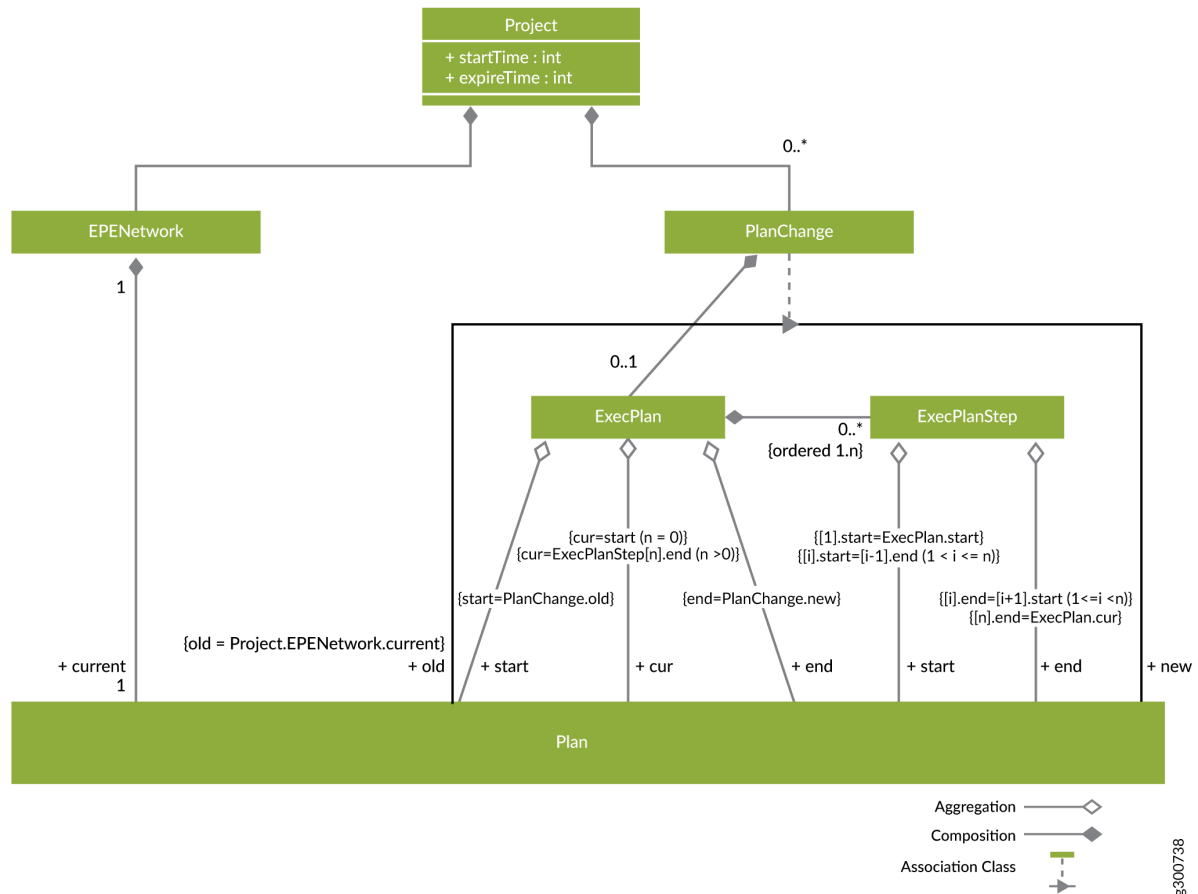 Project
+ startTime : int
+ expireTime : int
0..*
EPENetwork
PlanChange
1
0..1
ExecPlan
ExecPlanStep
0..*
{ordered 1.n}
{cur=start (n = 0)}
{cur=ExecPlanStep[n].end (n >0)}
{[1].start=ExecPlan.start}
{[i].start=[i-1].end (1 < i <= n)}
{start=PlanChange.old}
{end=PlanChange.new}
{[i].end=[i+1].start (1<=i <n)}
{[n].end=ExecPlan.cur}
{old = Project.EPENetwork.current}
+ current
+ old
+ start
+ cur
+ end
+ start
+ end
+ new
1
Plan
Aggregation
Composition
Association Class
g300738